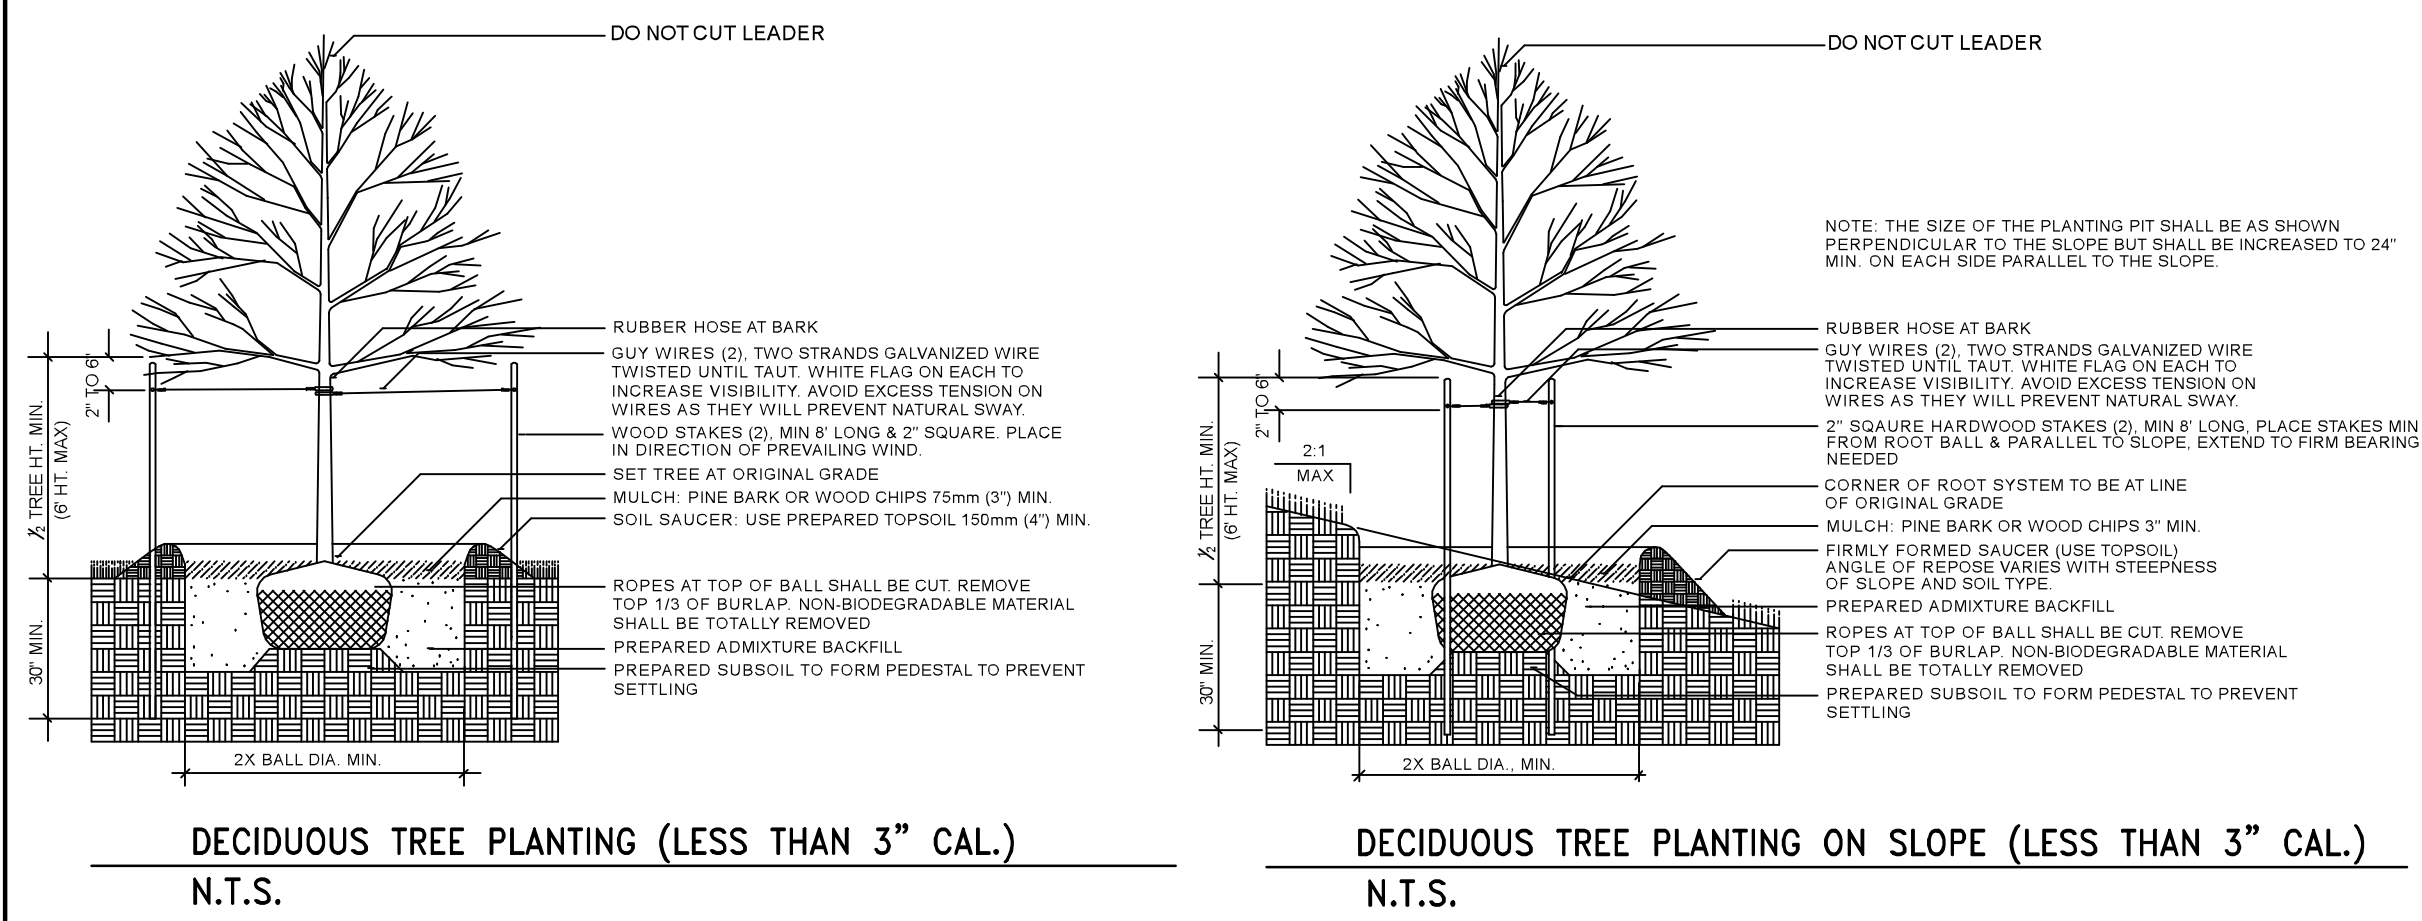 DO NOT CUT LEADER
RUBBER HOSE AT BARK
GUY WIRES (2), TWO STRANDS GALVANIZED WIRE
TWISTED UNTIL TAUT. WHITE FLAG ON EACH TO
INCREASE VISIBILITY. AVOID EXCESS TENSION ON
WIRES AS THEY WILL PREVENT NATURAL SWAY.
WOOD STAKES (2), MIN 8' LONG & 2" SQUARE. PLACE
IN DIRECTION OF PREVAILING WIND.
SET TREE AT ORIGINAL GRADE
MULCH: PINE BARK OR WOOD CHIPS 75mm (3") MIN.
SOIL SAUCER: USE PREPARED TOPSOIL 150mm (4") MIN.
ROPES AT TOP OF BALL SHALL BE CUT. REMOVE
TOP 1/3 OF BURLAP. NON-BIODEGRADABLE MATERIAL
SHALL BE TOTALLY REMOVED
PREPARED ADMIXTURE BACKFILL
PREPARED SUBSOIL TO FORM PEDESTAL TO PREVENT
SETTLING
2" TO 6"
½ TREE HT. MIN.
(6' HT. MAX)
30" MIN.
2X BALL DIA. MIN.
DECIDUOUS TREE PLANTING (LESS THAN 3" CAL.)
N.T.S.
DO NOT CUT LEADER
NOTE: THE SIZE OF THE PLANTING PIT SHALL BE AS SHOWN
PERPENDICULAR TO THE SLOPE BUT SHALL BE INCREASED TO 24"
MIN. ON EACH SIDE PARALLEL TO THE SLOPE.
RUBBER HOSE AT BARK
GUY WIRES (2), TWO STRANDS GALVANIZED WIRE
TWISTED UNTIL TAUT. WHITE FLAG ON EACH TO
INCREASE VISIBILITY. AVOID EXCESS TENSION ON
WIRES AS THEY WILL PREVENT NATURAL SWAY.
2" SQAURE HARDWOOD STAKES (2), MIN 8' LONG, PLACE STAKES MIN
FROM ROOT BALL & PARALLEL TO SLOPE, EXTEND TO FIRM BEARING
NEEDED
CORNER OF ROOT SYSTEM TO BE AT LINE
OF ORIGINAL GRADE
MULCH: PINE BARK OR WOOD CHIPS 3" MIN.
FIRMLY FORMED SAUCER (USE TOPSOIL)
ANGLE OF REPOSE VARIES WITH STEEPNESS
OF SLOPE AND SOIL TYPE.
PREPARED ADMIXTURE BACKFILL
ROPES AT TOP OF BALL SHALL BE CUT. REMOVE
TOP 1/3 OF BURLAP. NON-BIODEGRADABLE MATERIAL
SHALL BE TOTALLY REMOVED
PREPARED SUBSOIL TO FORM PEDESTAL TO PREVENT
SETTLING
2" TO 6"
½ TREE HT. MIN.
(6' HT. MAX)
2:1
MAX
30" MIN.
2X BALL DIA., MIN.
DECIDUOUS TREE PLANTING ON SLOPE (LESS THAN 3" CAL.)
N.T.S.